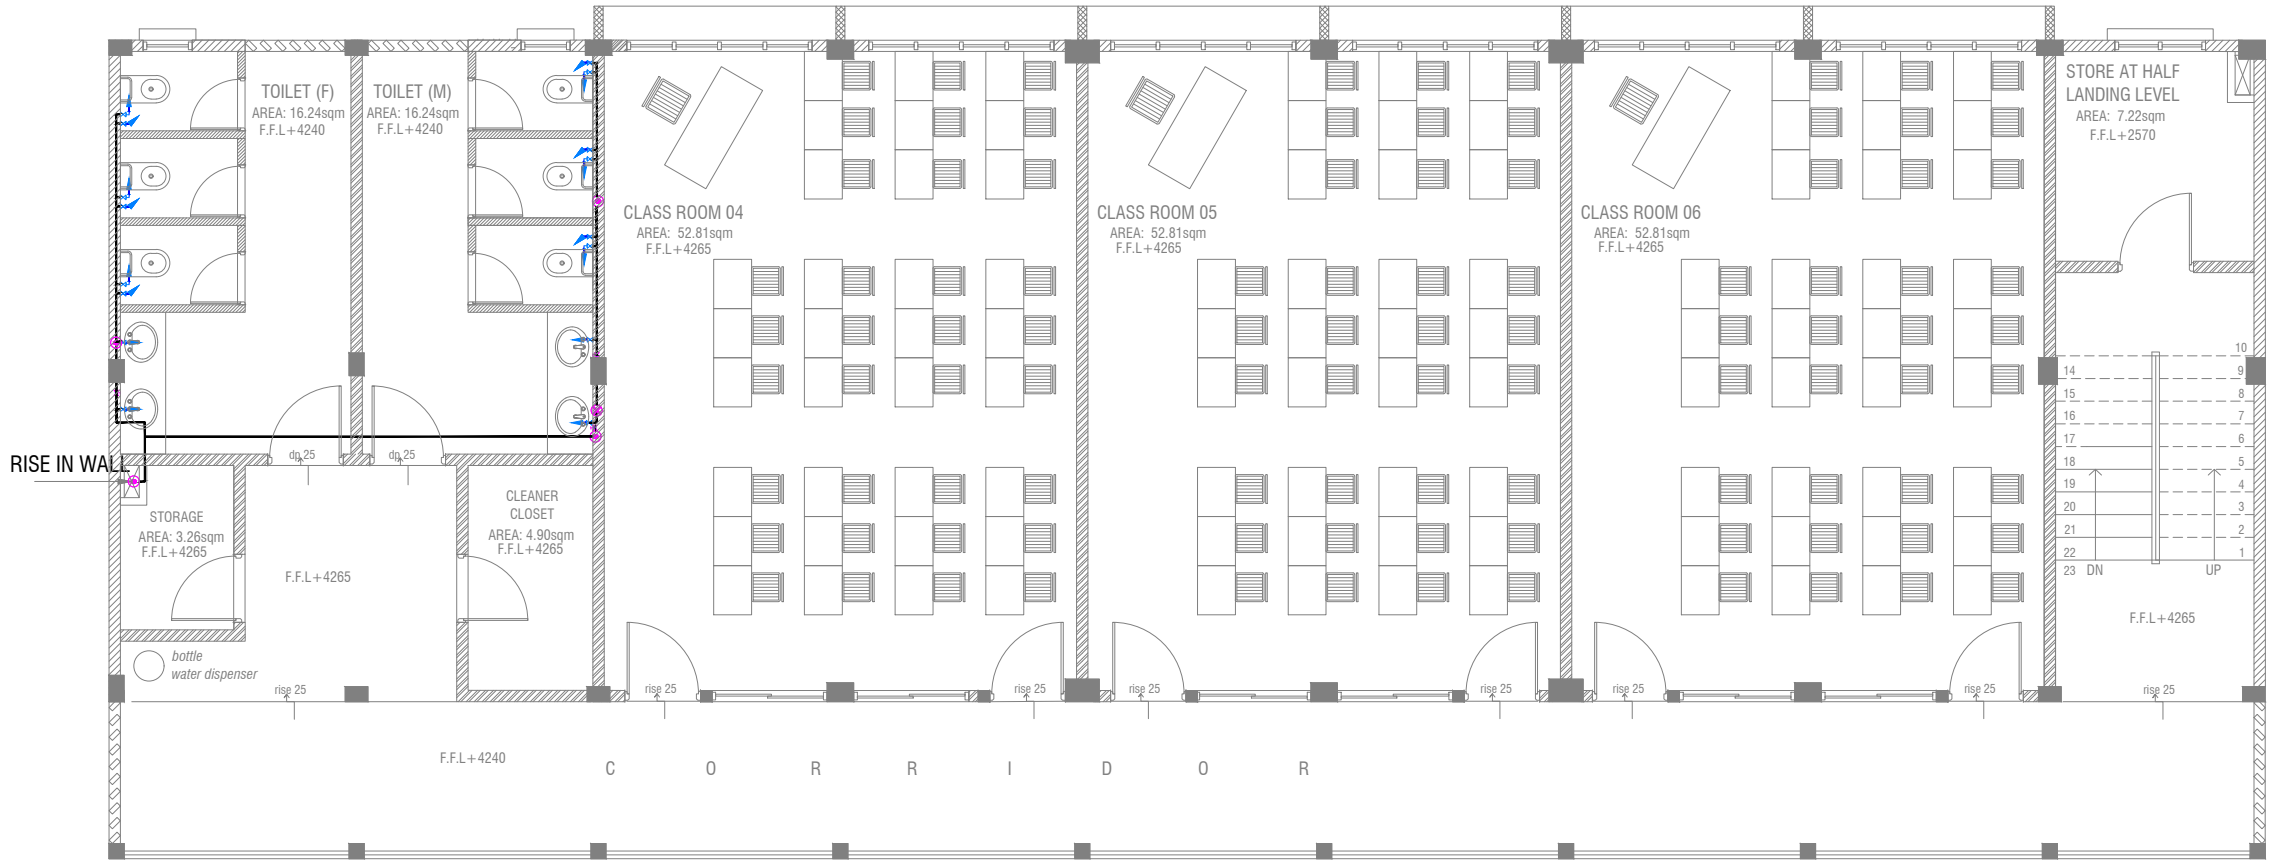 TOILET (F)
AREA: 16.24sqm
F.F.L+4240
TOILET (M)
AREA: 16.24sqm
F.F.L+4240
STORE AT HALF
LANDING LEVEL
AREA: 7.22sqm
F.F.L+2570
CLASS ROOM 04
AREA: 52.81sqm
F.F.L+4265
CLASS ROOM 05
AREA: 52.81sqm
F.F.L+4265
CLASS ROOM 06
AREA: 52.81sqm
F.F.L+4265
10
14
9
15
8
16
7
17
6
18
5
19
4
20
3
21
2
22
1
23
DN
UP
RISE IN WALL
dp 25
dp 25
STORAGE
AREA: 3.26sqm
F.F.L+4265
CLEANER
CLOSET
AREA: 4.90sqm
F.F.L+4265
F.F.L+4265
F.F.L+4265
bottle
water dispenser
rise 25
rise 25
rise 25
rise 25
rise 25
rise 25
rise 25
rise 25
F.F.L+4240
C O R R I D O R